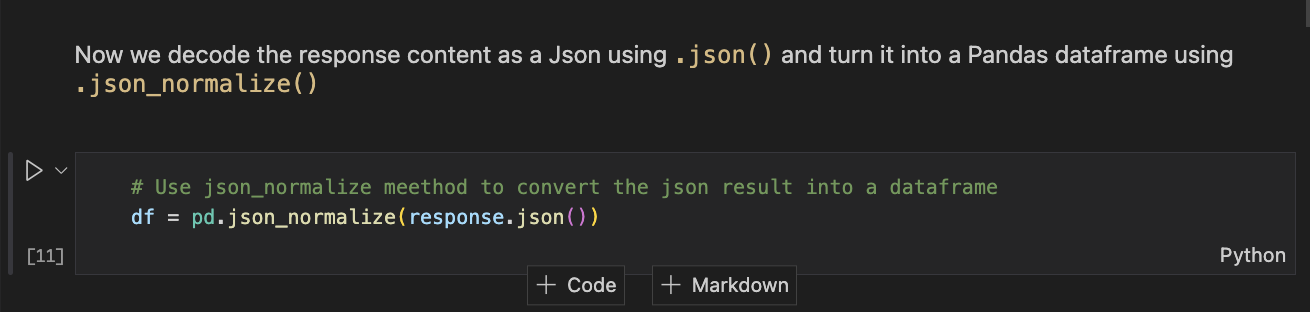 Now we decode the response content as a Json using .json() and turn it into a Pandas dataframe using
.json_normalize()
# Use json_normalize meethod to convert the json result into a dataframe
df = pd.json_normalize(response.json())
[11]
Python
+ Code + Markdown